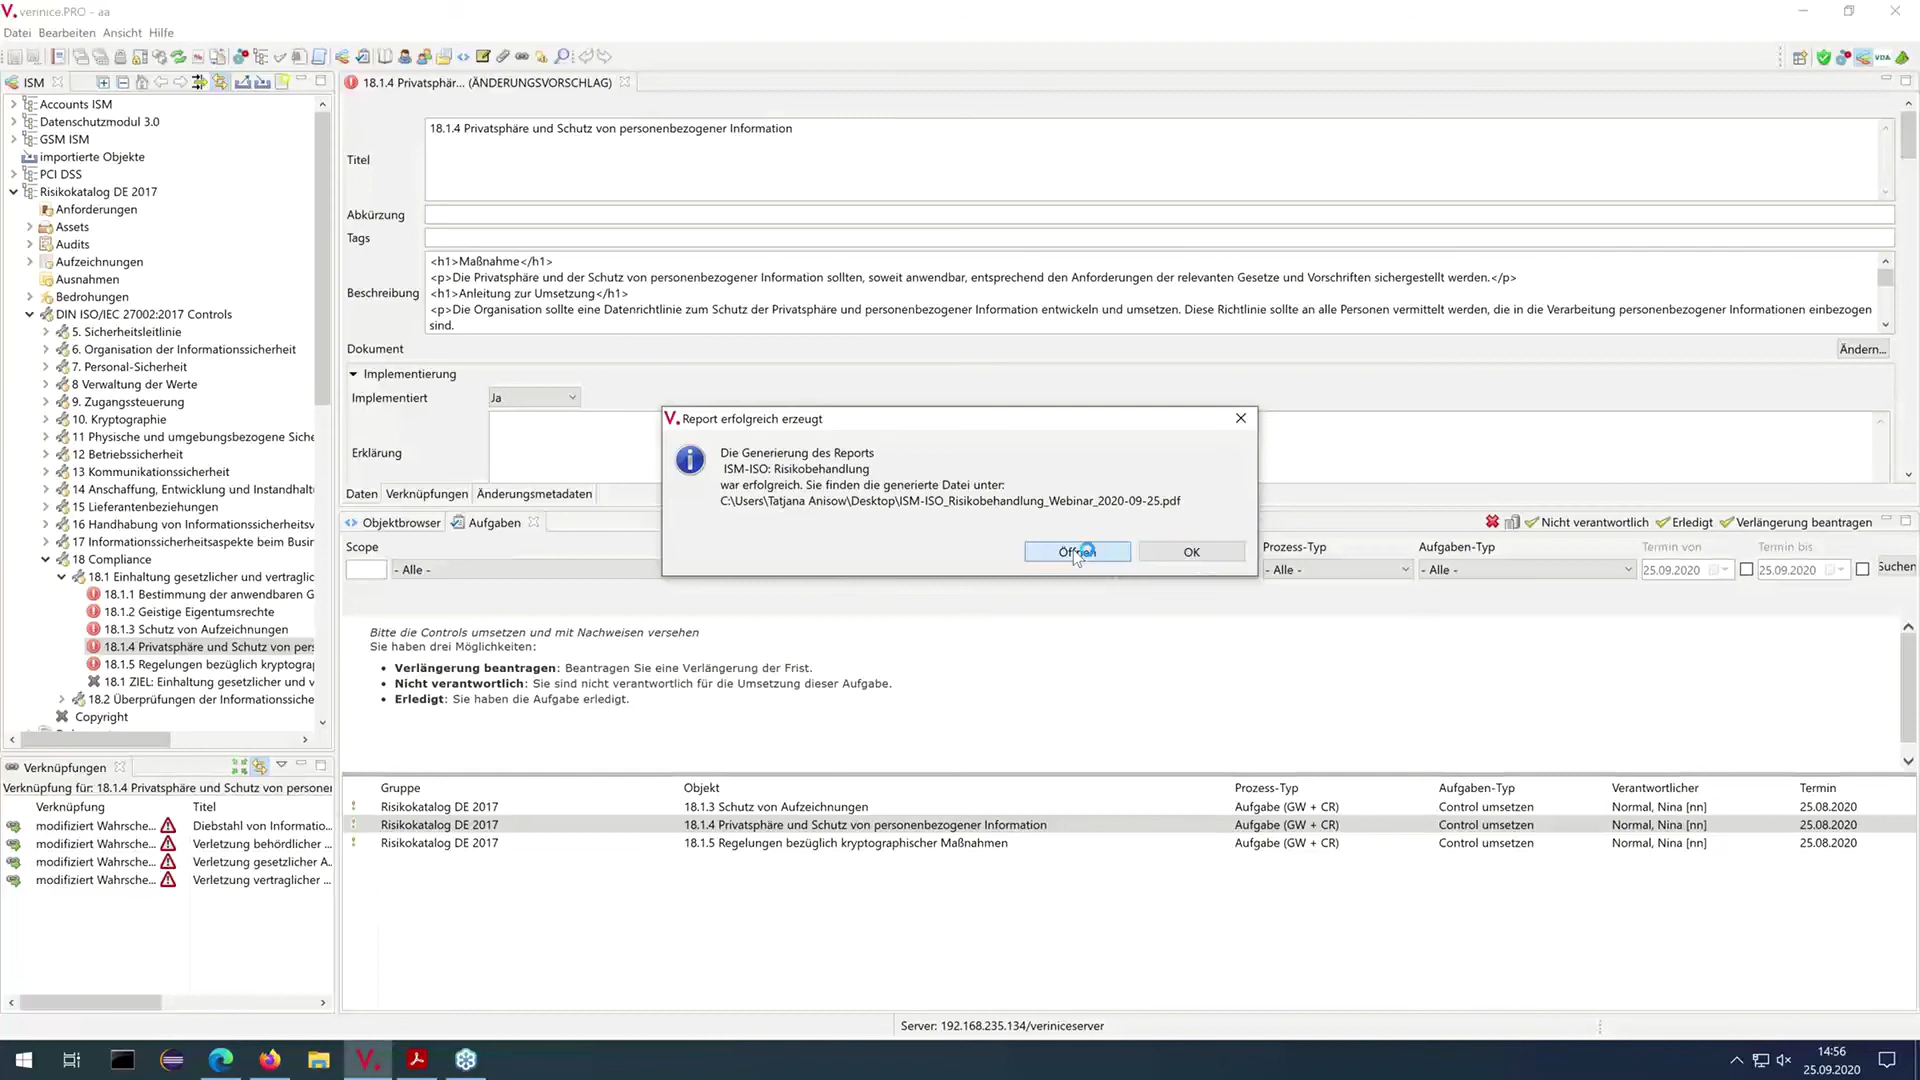 verinice.PRO - aa
Datei Bearbeiten Ansicht Hilfe
VDA
ISM
Accounts ISM
Datenschutzmodul 3.0
GSM ISM
importierte Objekte
PCI DSS
Risikokatalog DE 2017
Anforderungen
Assets
Audits
Aufzeichnungen
Ausnahmen
Bedrohungen
DIN ISO/IEC 27002:2017 Controls
5. Sicherheitsleitlinie
6. Organisation der Informationssicherheit
7. Personal-Sicherheit
8 Verwaltung der Werte
9. Zugangssteuerung
10. Kryptographie
11 Physische und umgebungsbezogene Siche
12 Betriebssicherheit
13 Kommunikationssicherheit
14 Anschaffung, Entwicklung und Instandhalt
15 Lieferantenbeziehungen
16 Handhabung von Informationssicherheitsv
17 Informationssicherheitsaspekte beim Busir
18 Compliance
18.1 Einhaltung gesetzlicher und vertraglic
18.1.1 Bestimmung der anwendbaren G
18.1.2 Geistige Eigentumsrechte
18.1.3 Schutz von Aufzeichnungen
18.1.4 Privatsphäre und Schutz von pers
18.1.5 Regelungen bezüglich kryptogra
18.1 ZIEL: Einhaltung gesetzlicher und v
18.2 Überprüfungen der Informationssiche
Copyright
Verknüpfungen
Verknüpfung für: 18.1.4 Privatsphäre und Schutz von persone
Verknüpfung Titel
modifiziert Wahrsche... Diebstahl von Informatio...
modifiziert Wahrsche... Verletzung behördlicher ...
modifiziert Wahrsche... Verletzung gesetzlicher A...
modifiziert Wahrsche... Verletzung vertraglicher ...
18.1.4 Privatsphär... (ÄNDERUNGSVORSCHLAG)
Titel
18.1.4 Privatsphäre und Schutz von personenbezogener Information
Abkürzung
Tags
Beschreibung
<h1>Maßnahme</h1>
<p>Die Privatsphäre und der Schutz von personenbezogener Information sollten, soweit anwendbar, entsprechend den Anforderungen der relevanten Gesetze und Vorschriften sichergestellt werden.</p>
<h1>Anleitung zur Umsetzung</h1>
<p>Die Organisation sollte eine Datenrichtlinie zum Schutz der Privatsphäre und personenbezogener Information entwickeln und umsetzen. Diese Richtlinie sollte an alle Personen vermittelt werden, die in die Verarbeitung personenbezogener Informationen einbezogen
sind.
Dokument
Ändern...
Implementierung
Implementiert Ja
Erklärung
Daten Verknüpfungen Änderungsmetadaten
Report erfolgreich erzeugt
Die Generierung des Reports
ISM-ISO: Risikobehandlung
war erfolgreich. Sie finden die generierte Datei unter:
C:\Users\Tatjana Anisow\Desktop\ISM-ISO_Risikobehandlung_Webinar_2020-09-25.pdf
Öffnen OK
Objektbrowser Aufgaben
Nicht verantwortlich Erledigt Verlängerung beantragen
Scope Prozess-Typ Aufgaben-Typ Termin von Termin bis
- Alle - - Alle - - Alle - 25.09.2020 25.09.2020 Suchen
Bitte die Controls umsetzen und mit Nachweisen versehen
Sie haben drei Möglichkeiten:
• Verlängerung beantragen: Beantragen Sie eine Verlängerung der Frist.
• Nicht verantwortlich: Sie sind nicht verantwortlich für die Umsetzung dieser Aufgabe.
• Erledigt: Sie haben die Aufgabe erledigt.
Gruppe Objekt Prozess-Typ Aufgaben-Typ Verantwortlicher Termin
Risikokatalog DE 2017 18.1.3 Schutz von Aufzeichnungen Aufgabe (GW + CR) Control umsetzen Normal, Nina [nn] 25.08.2020
Risikokatalog DE 2017 18.1.4 Privatsphäre und Schutz von personenbezogener Information Aufgabe (GW + CR) Control umsetzen Normal, Nina [nn] 25.08.2020
Risikokatalog DE 2017 18.1.5 Regelungen bezüglich kryptographischer Maßnahmen Aufgabe (GW + CR) Control umsetzen Normal, Nina [nn] 25.08.2020
Server: 192.168.235.134/veriniceserver
14:56
25.09.2020